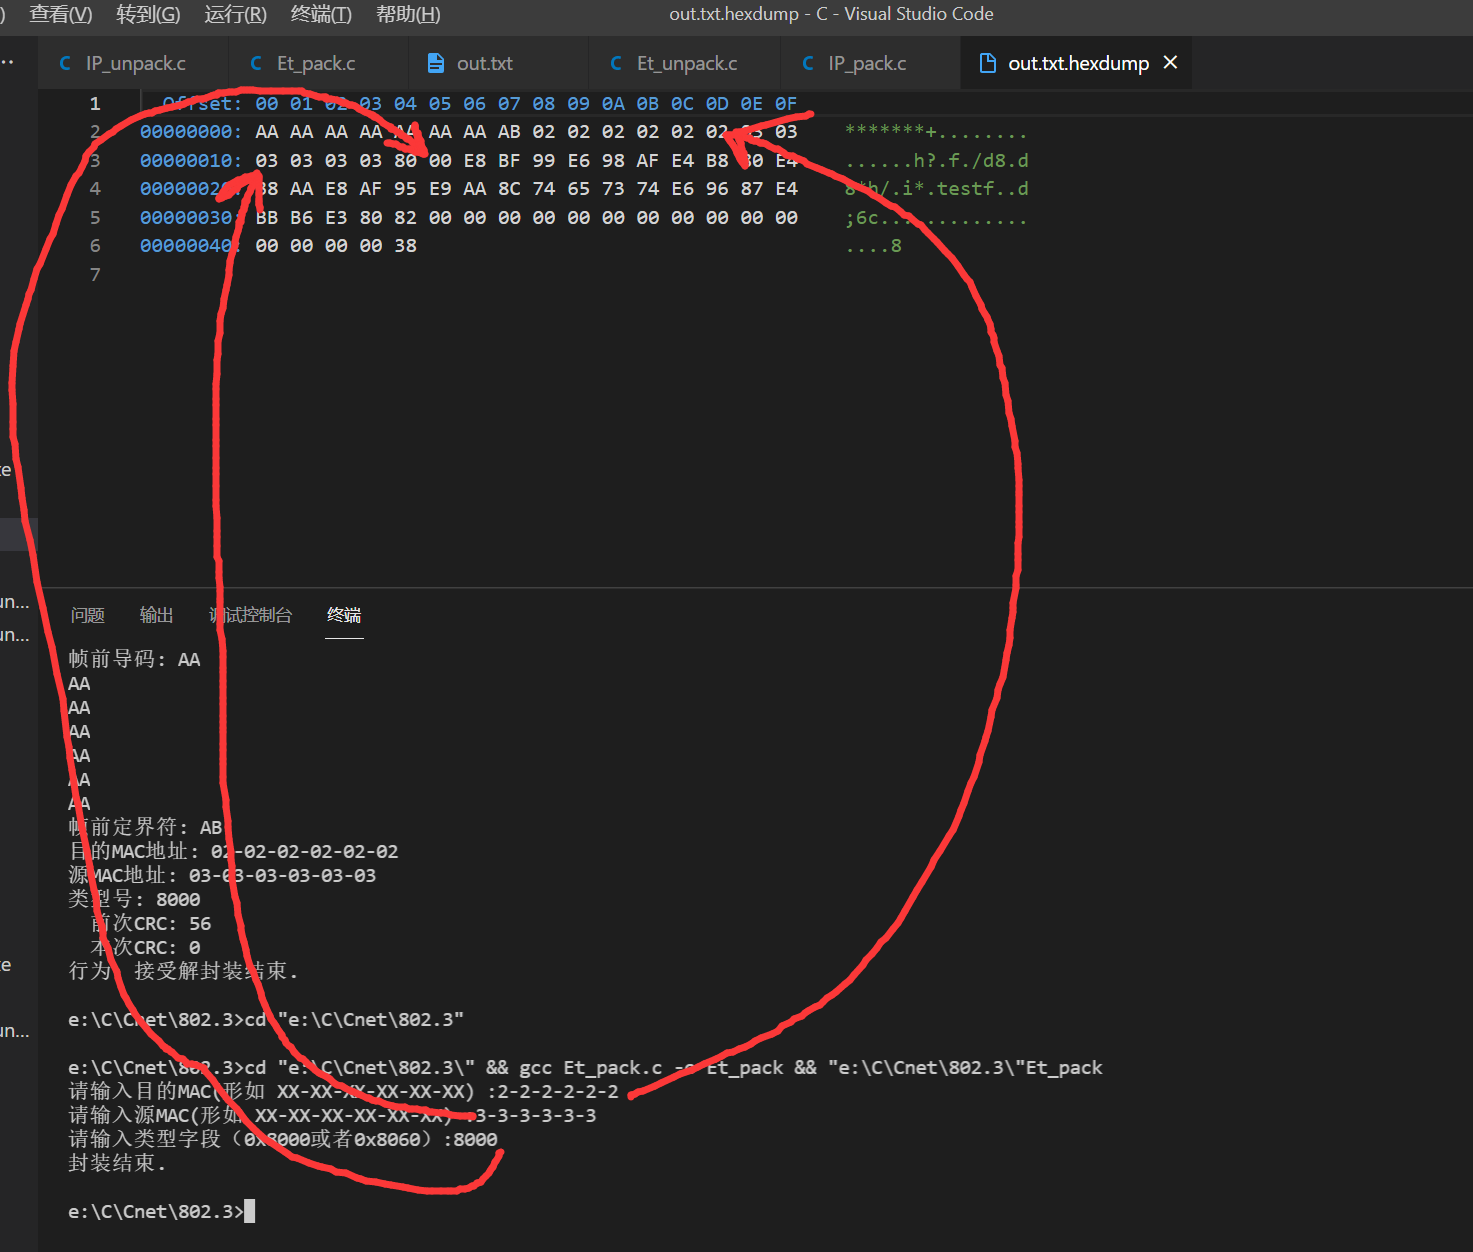 ) 查看(V) 转到(G) 运行(R) 终端(T) 帮助(H) out.txt.hexdump - C - Visual Studio Code
C IP_unpack.c C Et_pack.c out.txt C Et_unpack.c C IP_pack.c out.txt.hexdump ×
1 Offset: 00 01 02 03 04 05 06 07 08 09 0A 0B 0C 0D 0E 0F
2 00000000: AA AA AA AA AA AA AA AB 02 02 02 02 02 02 03 03 *******+........
3 00000010: 03 03 03 03 80 00 E8 BF 99 E6 98 AF E4 B8 80 E4 ......h?.f./d8.d
4 00000020: B8 AA E8 AF 95 E9 AA 8C 74 65 73 74 E6 96 87 E4 8*h/.i*.testf..d
5 00000030: BB B6 E3 80 82 00 00 00 00 00 00 00 00 00 00 00 ;6c.............
6 00000040: 00 00 00 00 38 ....8
7
问题 输出 调试控制台 终端
帧前导码: AA
AA
AA
AA
AA
AA
AA
帧前定界符: AB
目的MAC地址: 02-02-02-02-02-02
源MAC地址: 03-03-03-03-03-03
类型号: 8000
前次CRC: 56
本次CRC: 0
行为: 接受解封装结束.
e:\C\Cnet\802.3>cd "e:\C\Cnet\802.3"
e:\C\Cnet\802.3>cd "e:\C\Cnet\802.3\" && gcc Et_pack.c -o Et_pack && "e:\C\Cnet\802.3\"Et_pack
请输入目的MAC(形如 XX-XX-XX-XX-XX-XX) :2-2-2-2-2-2
请输入源MAC(形如 XX-XX-XX-XX-XX-XX) :3-3-3-3-3-3
请输入类型字段（0x8000或者0x8060）:8000
封装结束.
e:\C\Cnet\802.3>